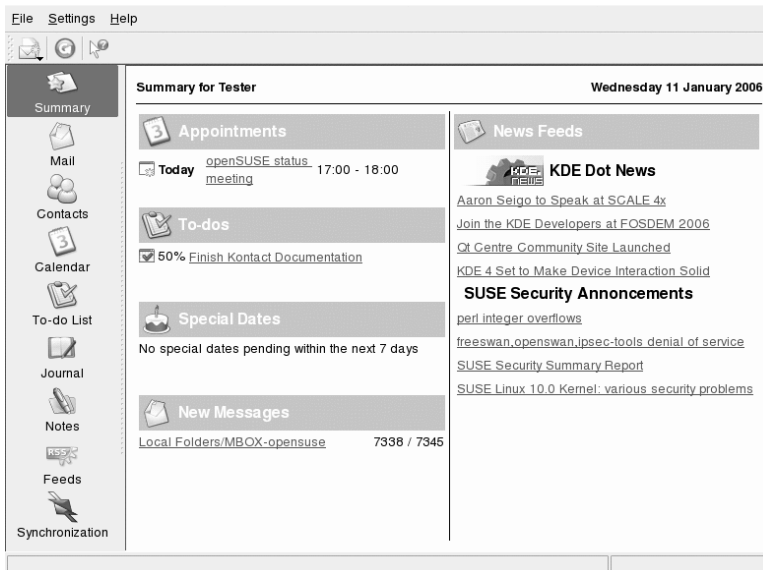 File Settings Help
Summary
Mail
Contacts
Calendar
To-do List
Journal
Notes
Feeds
Synchronization
Summary for Tester
Wednesday 11 January 2006
Appointments
Today openSUSE status meeting 17:00 - 18:00
To-dos
50% Finish Kontact Documentation
Special Dates
No special dates pending within the next 7 days
New Messages
Local Folders/MBOX-opensuse 7338 / 7345
News Feeds
KDE NEWS KDE Dot News
Aaron Seigo to Speak at SCALE 4x
Join the KDE Developers at FOSDEM 2006
Qt Centre Community Site Launched
KDE 4 Set to Make Device Interaction Solid
SUSE Security Annoncements
perl integer overflows
freeswan,openswan,ipsec-tools denial of service
SUSE Security Summary Report
SUSE Linux 10.0 Kernel: various security problems